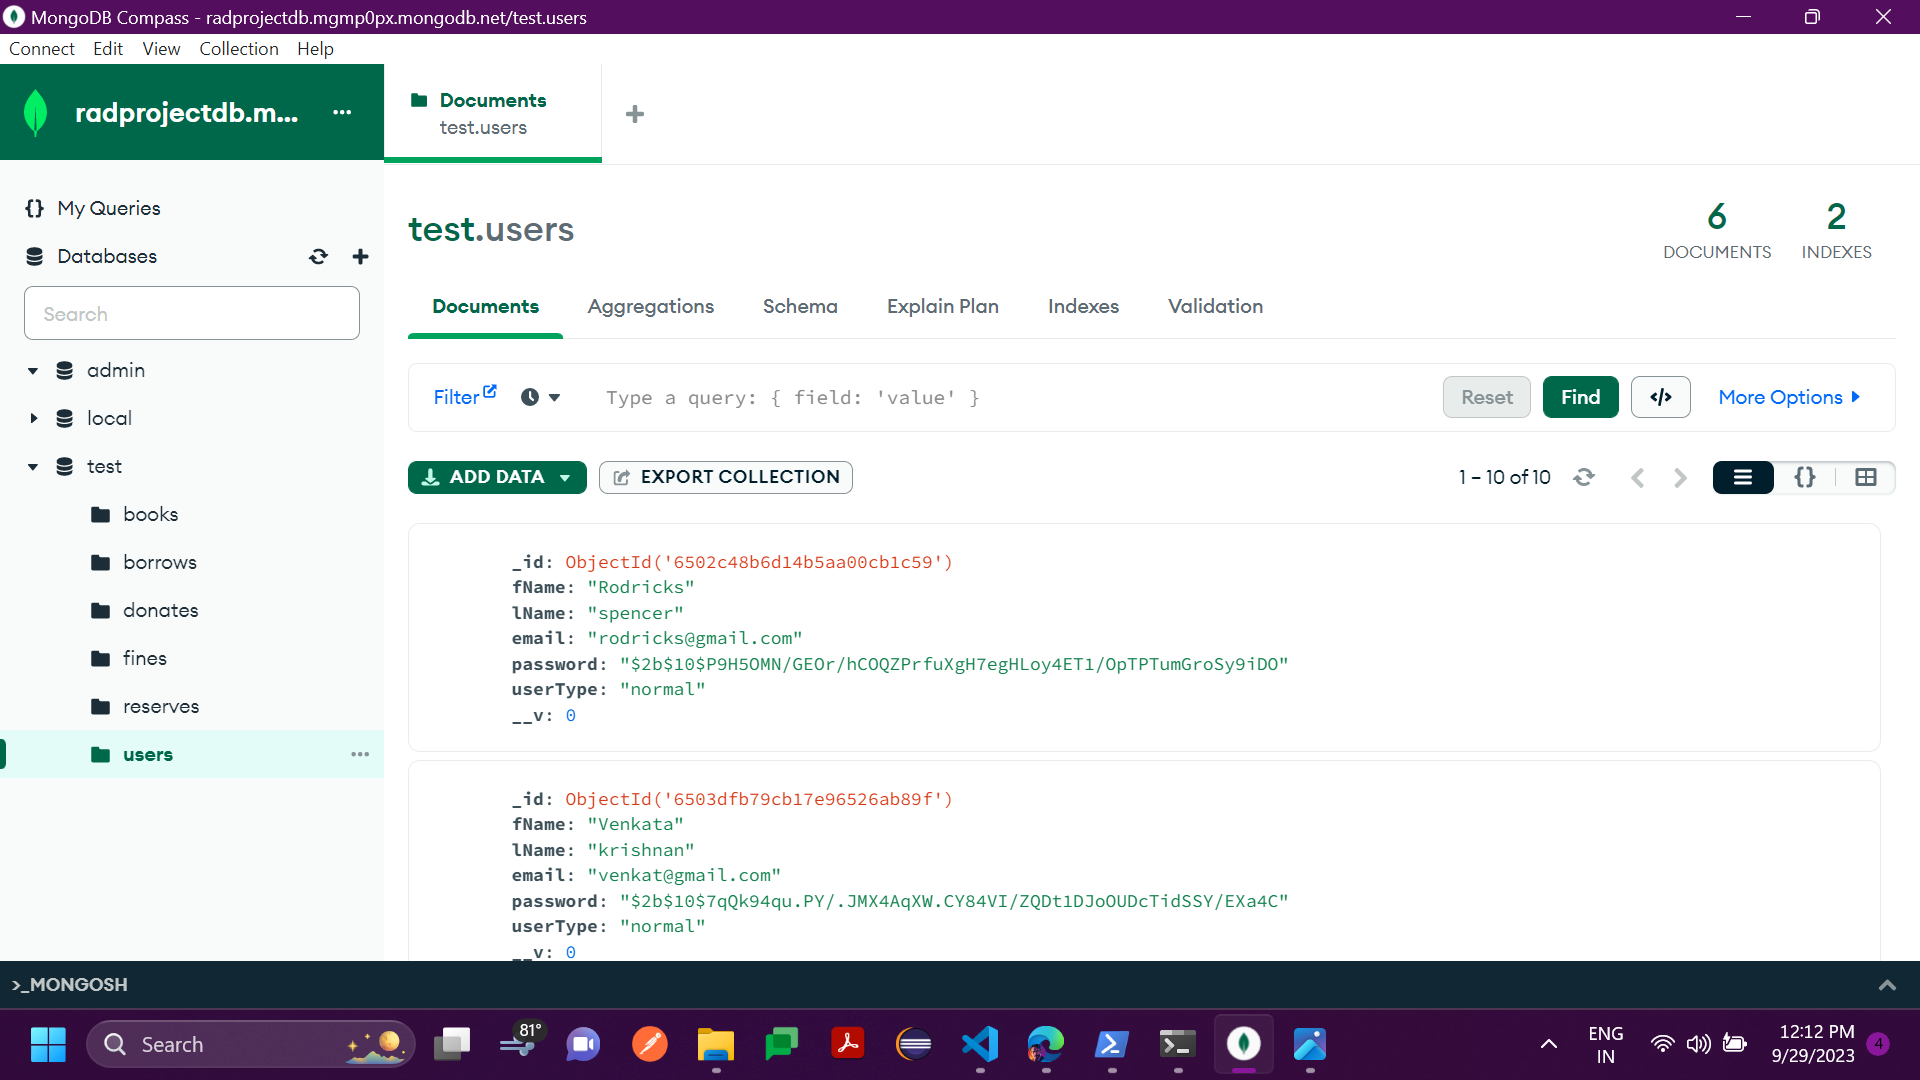 MongoDB Compass - radprojectdb.mgmp0px.mongodb.net/test.users
Connect Edit View Collection Help
radprojectdb.m... ...
Documents
test.users
My Queries
Databases
Search
admin
local
test
books
borrows
donates
fines
reserves
users
test.users
6
DOCUMENTS
2
INDEXES
Documents Aggregations Schema Explain Plan Indexes Validation
Filter Type a query: { field: 'value' } Reset Find </> More Options
ADD DATA EXPORT COLLECTION 1 – 10 of 10 {}
_id: ObjectId('6502c48b6d14b5aa00cb1c59')
fName: "Rodricks"
lName: "spencer"
email: "rodricks@gmail.com"
password: "$2b$10$P9H5OMN/GEOr/hCOQZPrfuXgH7egHLoy4ET1/OpTPTumGroSy9iDO"
userType: "normal"
__v: 0
_id: ObjectId('6503dfb79cb17e96526ab89f')
fName: "Venkata"
lName: "krishnan"
email: "venkat@gmail.com"
password: "$2b$10$7qQk94qu.PY/.JMX4AqXW.CY84VI/ZQDt1DJoOUDcTidSSY/EXa4C"
userType: "normal"
__v: 0
>_MONGOSH
Search
81°
ENG
IN
12:12 PM
9/29/2023
4